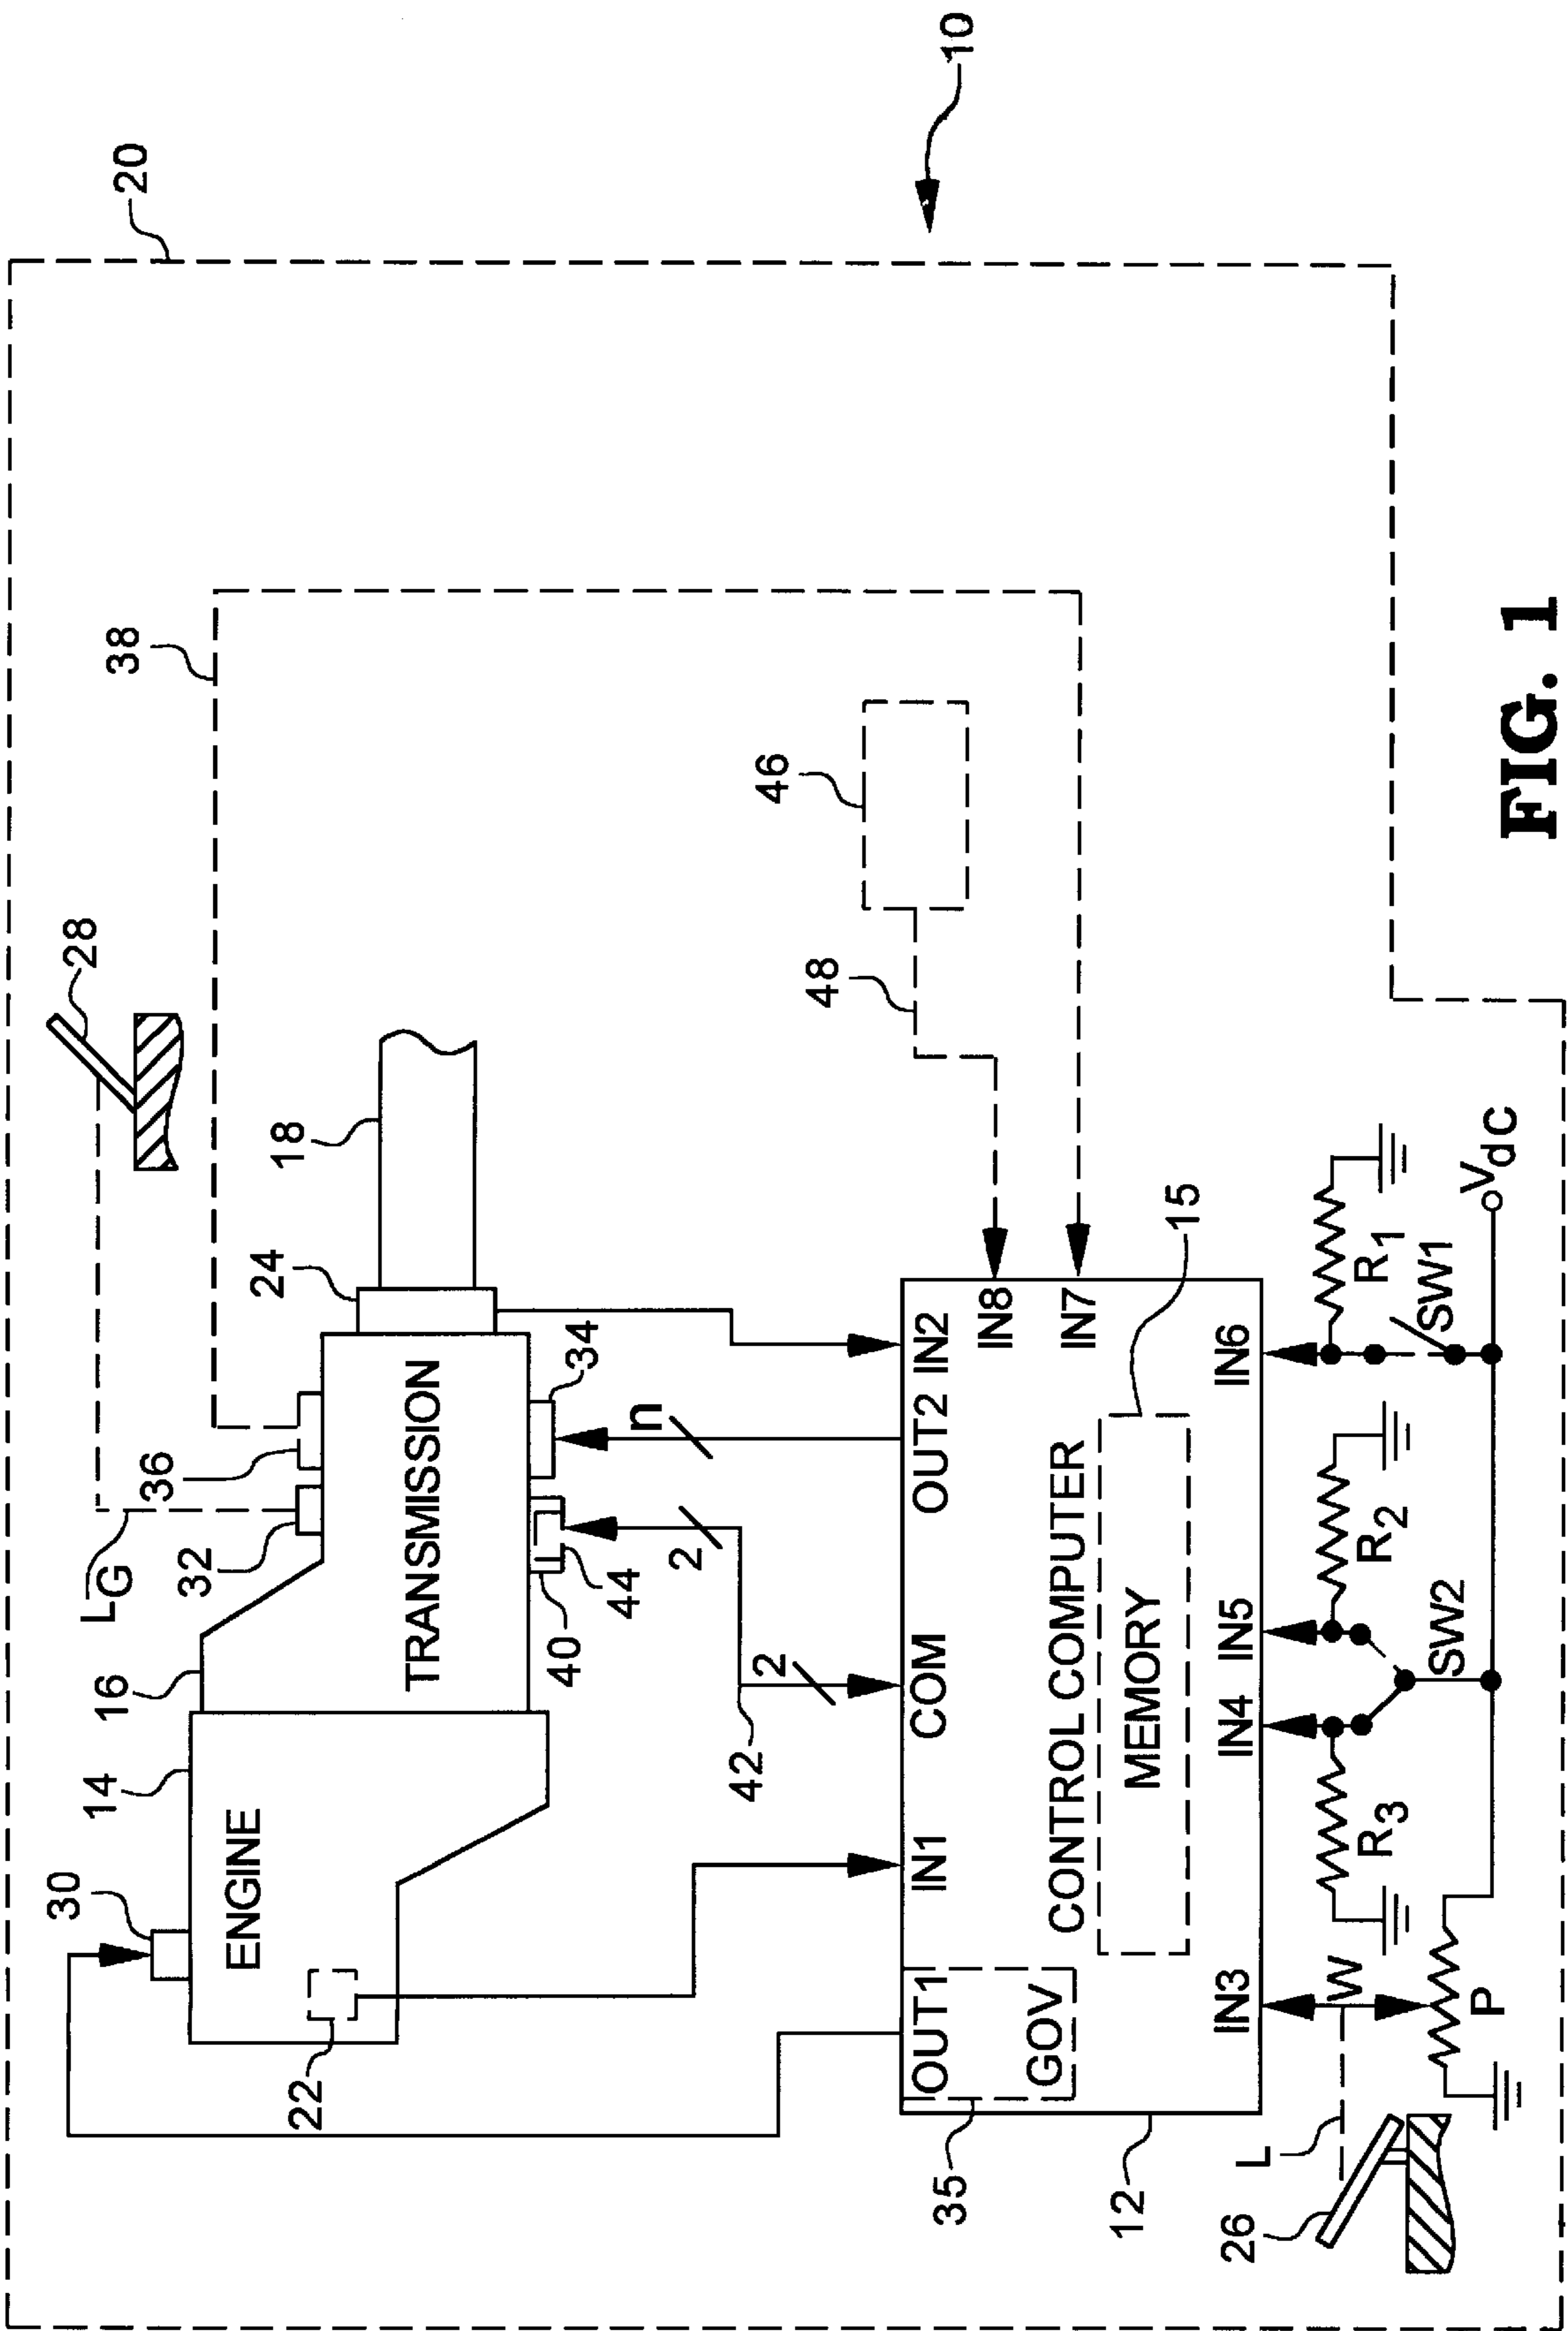 20
10
28
38
LG
30
14
16
32
36
24
18
ENGINE
TRANSMISSION
22
40
44
34
46
48
2
n
42
2
35
OUT1
IN1
COM
OUT2
IN2
GOV
IN8
CONTROL COMPUTER
IN7
MEMORY
15
12
IN3
IN4
IN5
IN6
L
W
26
R3
R2
R1
P
SW2
SW1
VdC
FIG. 1